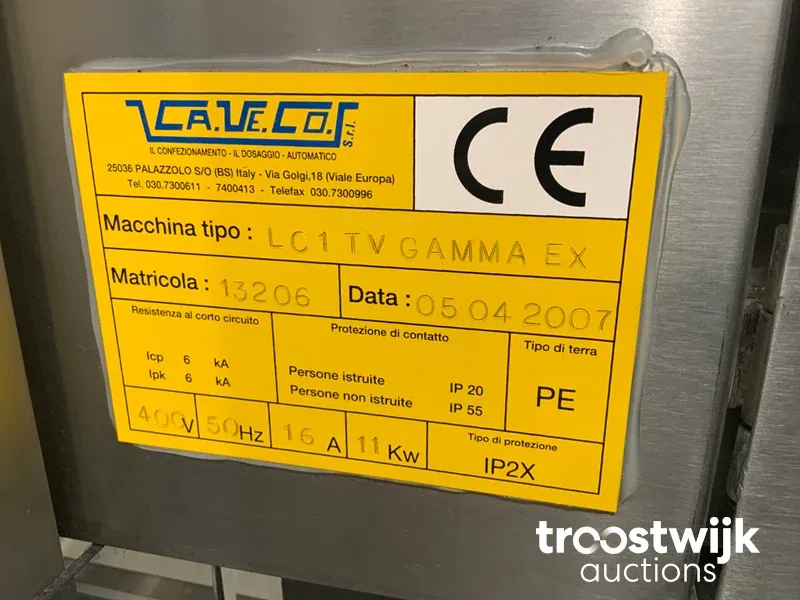 CA.VE.CO. S.r.l.
IL CONFEZIONAMENTO - IL DOSAGGIO - AUTOMATICO
25036 PALAZZOLO S/O (BS) Italy - Via Golgi,18 (Viale Europa)
Tel. 030.7300611 - 7400413 - Telefax 030.7300996
CE
Macchina tipo : LC1 TV GAMMA EX
Matricola : 13206
Data : 05 04 2007
Resistenza al corto circuito
Icp 6 kA
Ipk 6 kA
Protezione di contatto
Persone istruite IP 20
Persone non istruite IP 55
Tipo di terra
PE
400V
50Hz
16 A
11 Kw
Tipo di protezione
IP2X
troostwijk
auctions